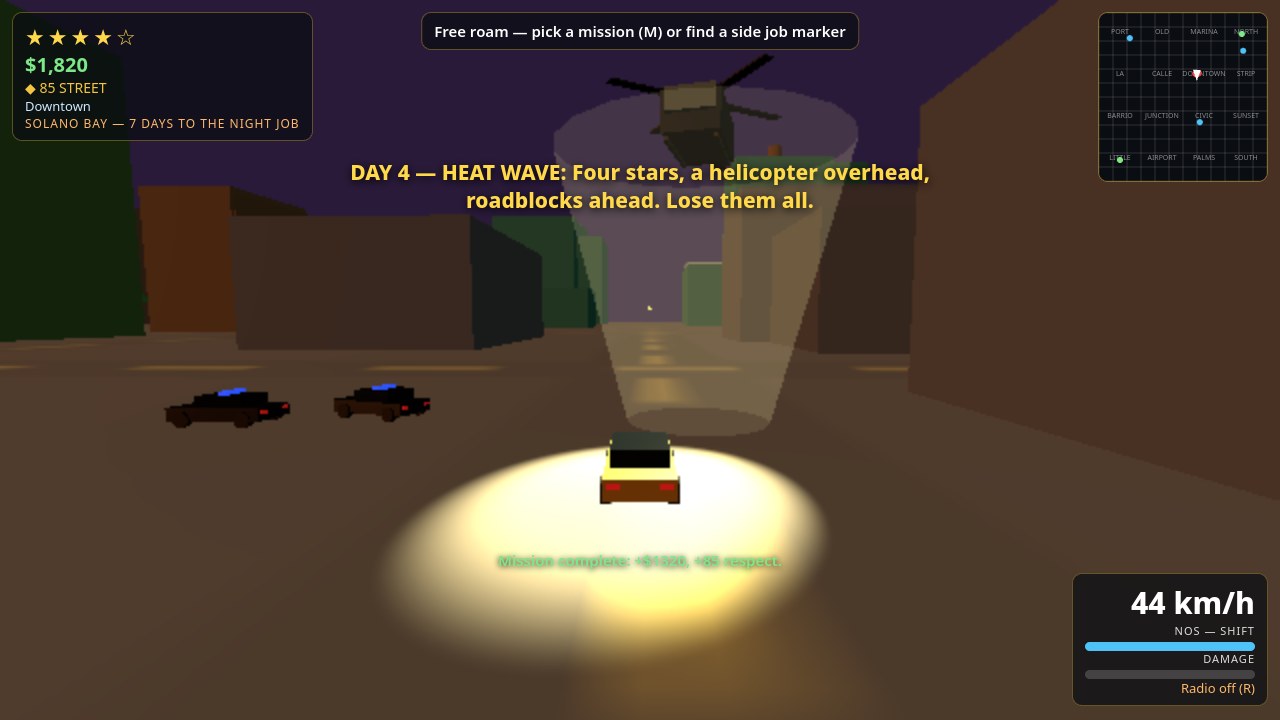 ★★★★☆
$1,820
◆ 85 STREET
Downtown
SOLANO BAY — 7 DAYS TO THE NIGHT JOB
Free roam — pick a mission (M) or find a side job marker
PORT OLD MARINA NORTH
LA CALLE DOWNTOWN STRIP
BARRIO JUNCTION CIVIC SUNSET
LITTLE AIRPORT PALMS SOUTH
DAY 4 — HEAT WAVE: Four stars, a helicopter overhead,
roadblocks ahead. Lose them all.
Mission complete: +$1320, +85 respect.
44 km/h
NOS — SHIFT
DAMAGE
Radio off (R)